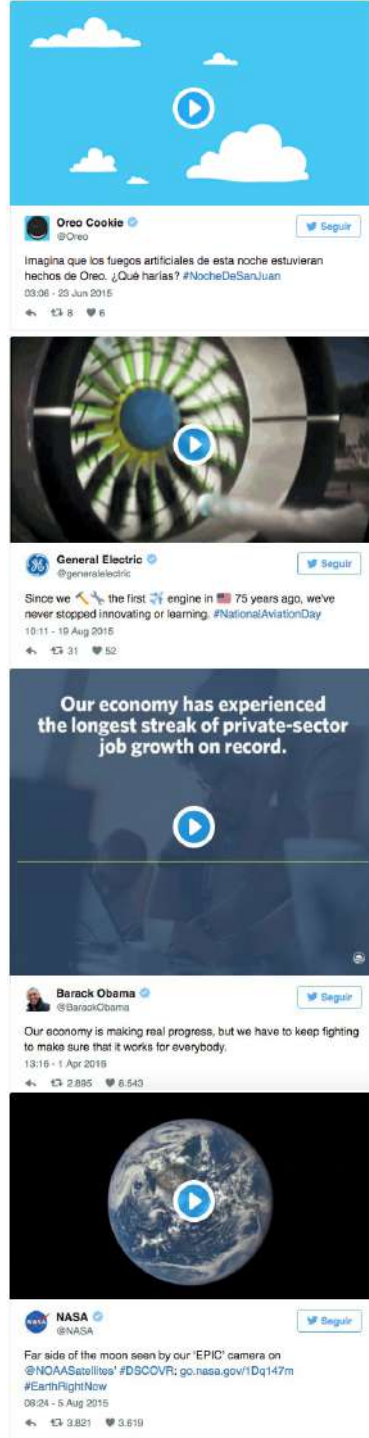 Oreo Cookie
@Oreo
Seguir
Imagina que los fuegos artificiales de esta noche estuvieran
hechos de Oreo. ¿Qué harías? #NocheDeSanJuan
03:06 - 23 Jun 2015
8 6
General Electric
@generalelectric
Seguir
Since we the first engine in 75 years ago, we've
never stopped innovating or learning. #NationalAviationDay
10:11 - 19 Aug 2015
31 52
Our economy has experienced
the longest streak of private-sector
job growth on record.
Barack Obama
@BarackObama
Seguir
Our economy is making real progress, but we have to keep fighting
to make sure that it works for everybody.
13:16 - 1 Apr 2016
2.895 6.543
NASA
NASA
@NASA
Seguir
Far side of the moon seen by our 'EPIC' camera on
@NOAASatellites' #DSCOVR: go.nasa.gov/1Dq147m
#EarthRightNow
08:24 - 5 Aug 2015
3.821 3.619